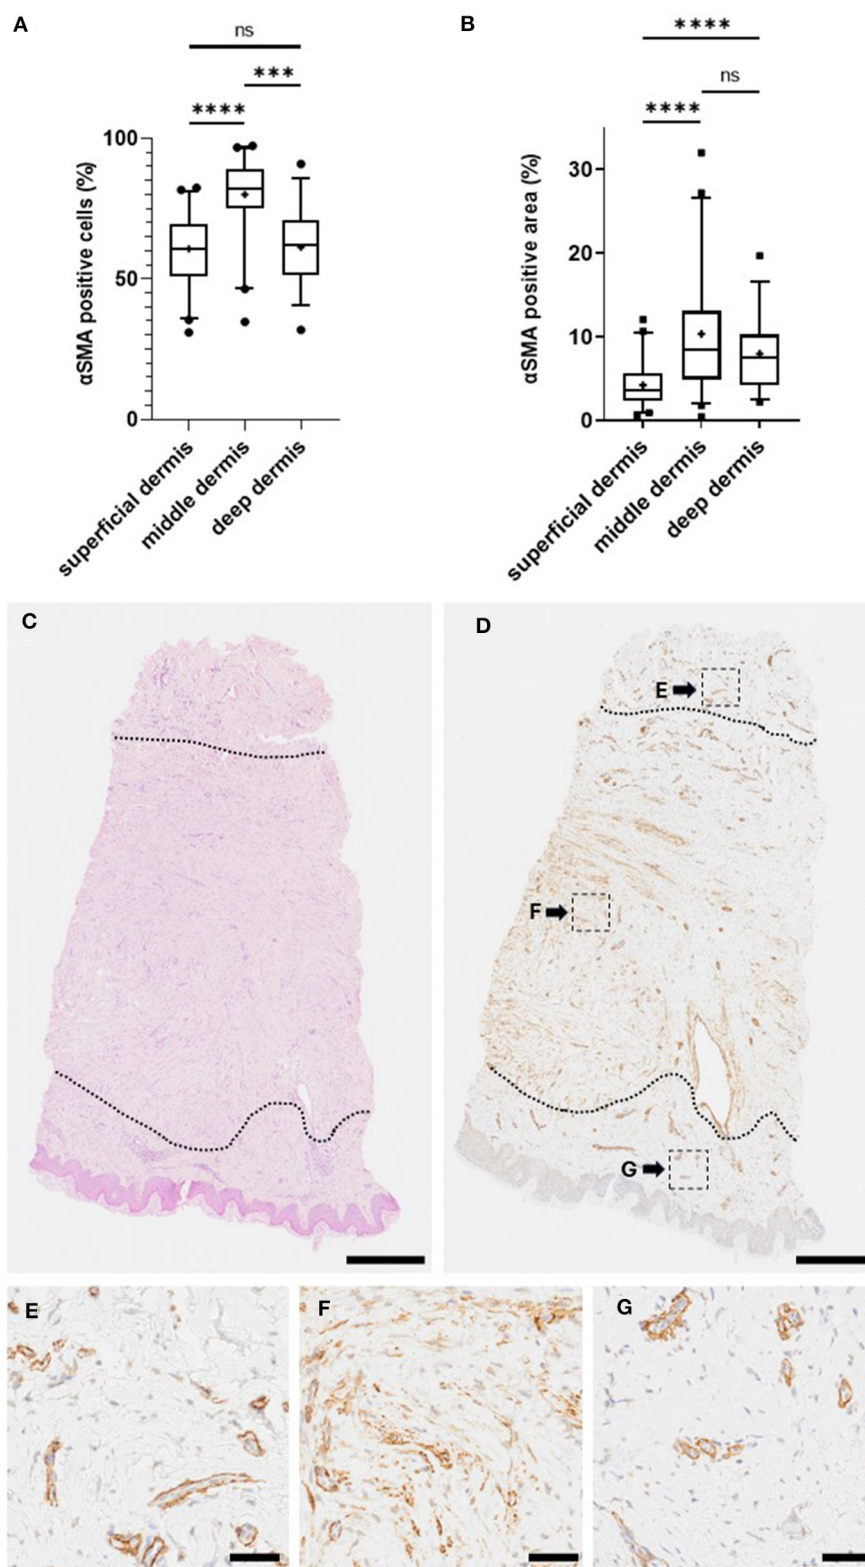 A
ns
***
****
αSMA positive cells (%)
100
50
0
superficial dermis
middle dermis
deep dermis
B
****
ns
****
αSMA positive area (%)
30
20
10
0
superficial dermis
middle dermis
deep dermis
C
D
E
F
G
E
F
G